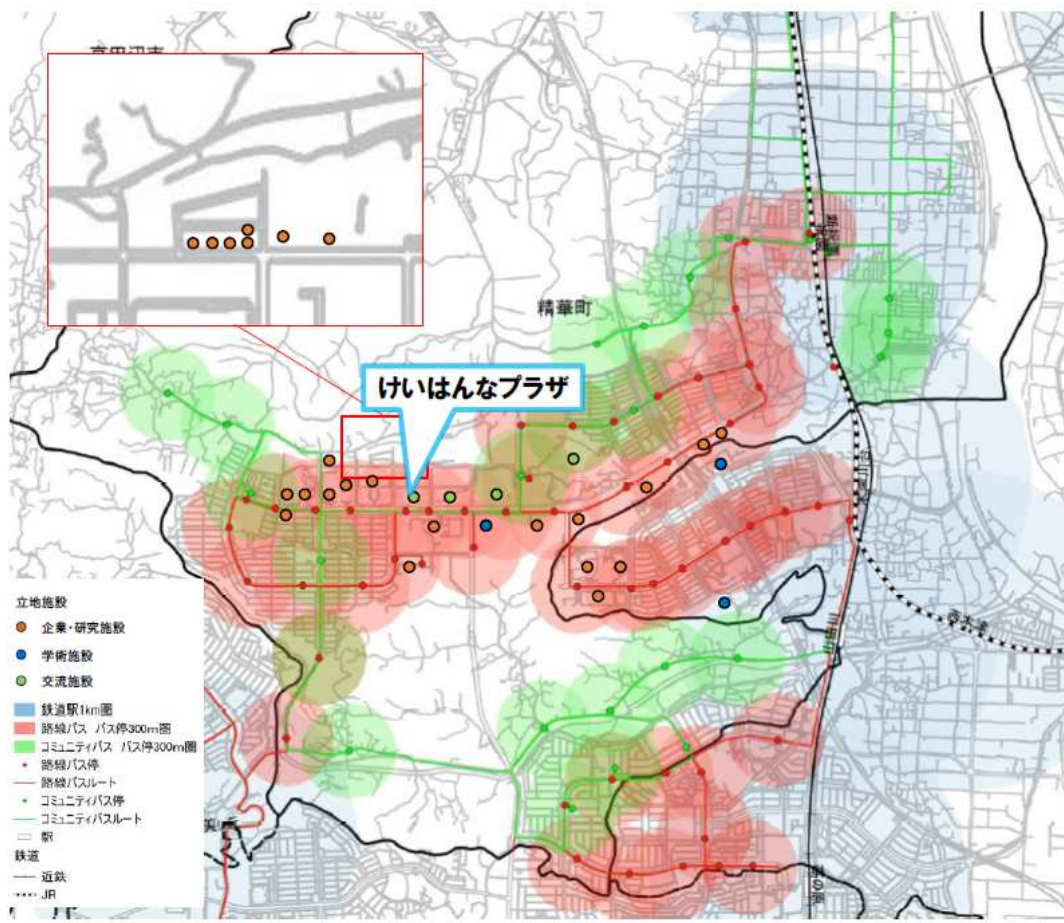 精華町
けいはんなプラザ
立地施設
企業・研究施設
学術施設
交流施設
鉄道駅1km圏
路線バス バス停300m圏
コミュニティバス バス停300m圏
路線バス停
路線バスルート
コミュニティバス停
コミュニティバスルート
駅
鉄道
近鉄
JR
西木津